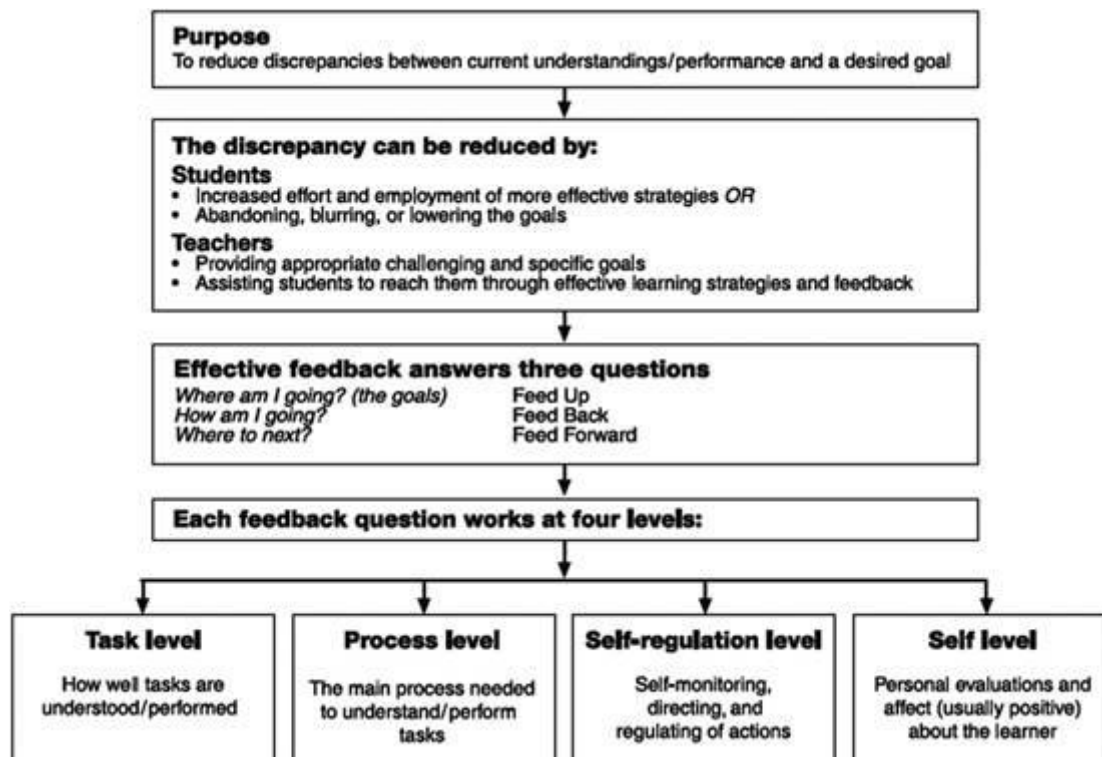 Purpose
To reduce discrepancies between current understandings/performance and a desired goal
The discrepancy can be reduced by:
Students
• Increased effort and employment of more effective strategies OR
• Abandoning, blurring, or lowering the goals
Teachers
• Providing appropriate challenging and specific goals
• Assisting students to reach them through effective learning strategies and feedback
Effective feedback answers three questions
Where am I going? (the goals) Feed Up
How am I going? Feed Back
Where to next? Feed Forward
Each feedback question works at four levels:
Task level
How well tasks are
understood/performed
Process level
The main process needed
to understand/perform
tasks
Self-regulation level
Self-monitoring,
directing, and
regulating of actions
Self level
Personal evaluations and
affect (usually positive)
about the learner